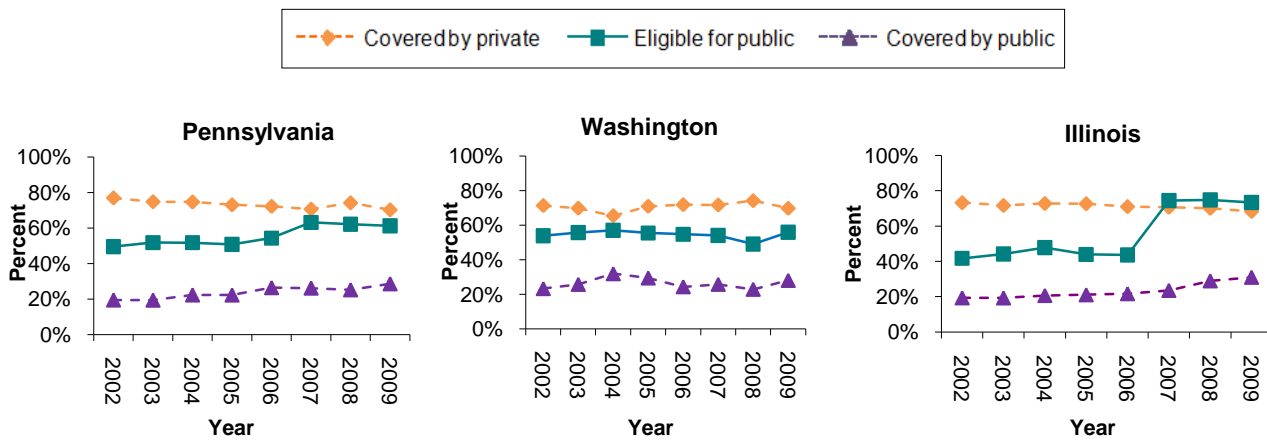 Covered by private Eligible for public Covered by public
Pennsylvania
Percent
100%
80%
60%
40%
20%
0%
2002 2003 2004 2005 2006 2007 2008 2009
Year
Washington
Percent
100%
80%
60%
40%
20%
0%
2002 2003 2004 2005 2006 2007 2008 2009
Year
Illinois
Percent
100%
80%
60%
40%
20%
0%
2002 2003 2004 2005 2006 2007 2008 2009
Year